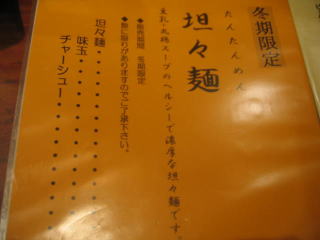 冬期限定
たんたんめん
坦々麺
豆乳・丸鶏スープのヘルシーで濃厚な坦々麺です
◆販売期間 冬期限定
◆数に限りがありますのでご了承下さい。
坦々麺
味玉
チャーシュー